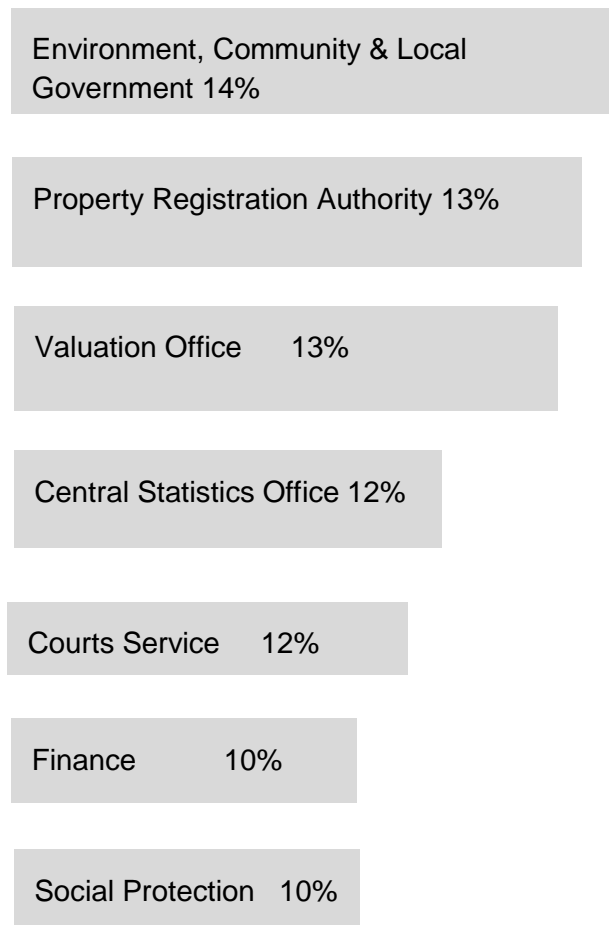 Environment, Community & Local
Government 14%
Property Registration Authority 13%
Valuation Office 13%
Central Statistics Office 12%
Courts Service 12%
Finance 10%
Social Protection 10%